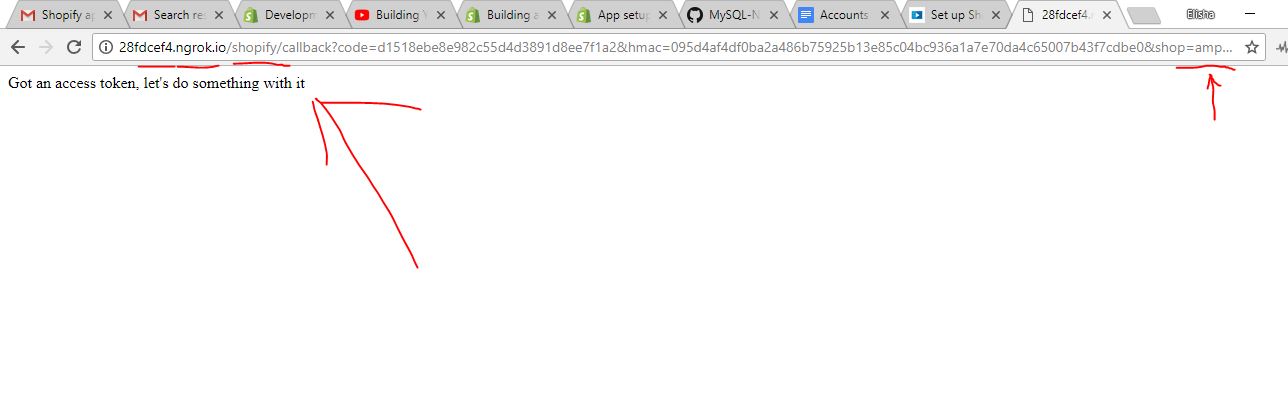 Shopify ap
Search res
Developm
Building Y
Building a
App setup
MySQL-N
Accounts
Set up Sh
28fdcef4.
Elisha
28fdcef4.ngrok.io/shopify/callback?code=d1518ebe8e982c55d4d3891d8ee7f1a2&hmac=095d4af4df0ba2a486b75925b13e85c04bc936a1a7e70da4c65007b43f7cdbe0&shop=amp...
Got an access token, let's do something with it